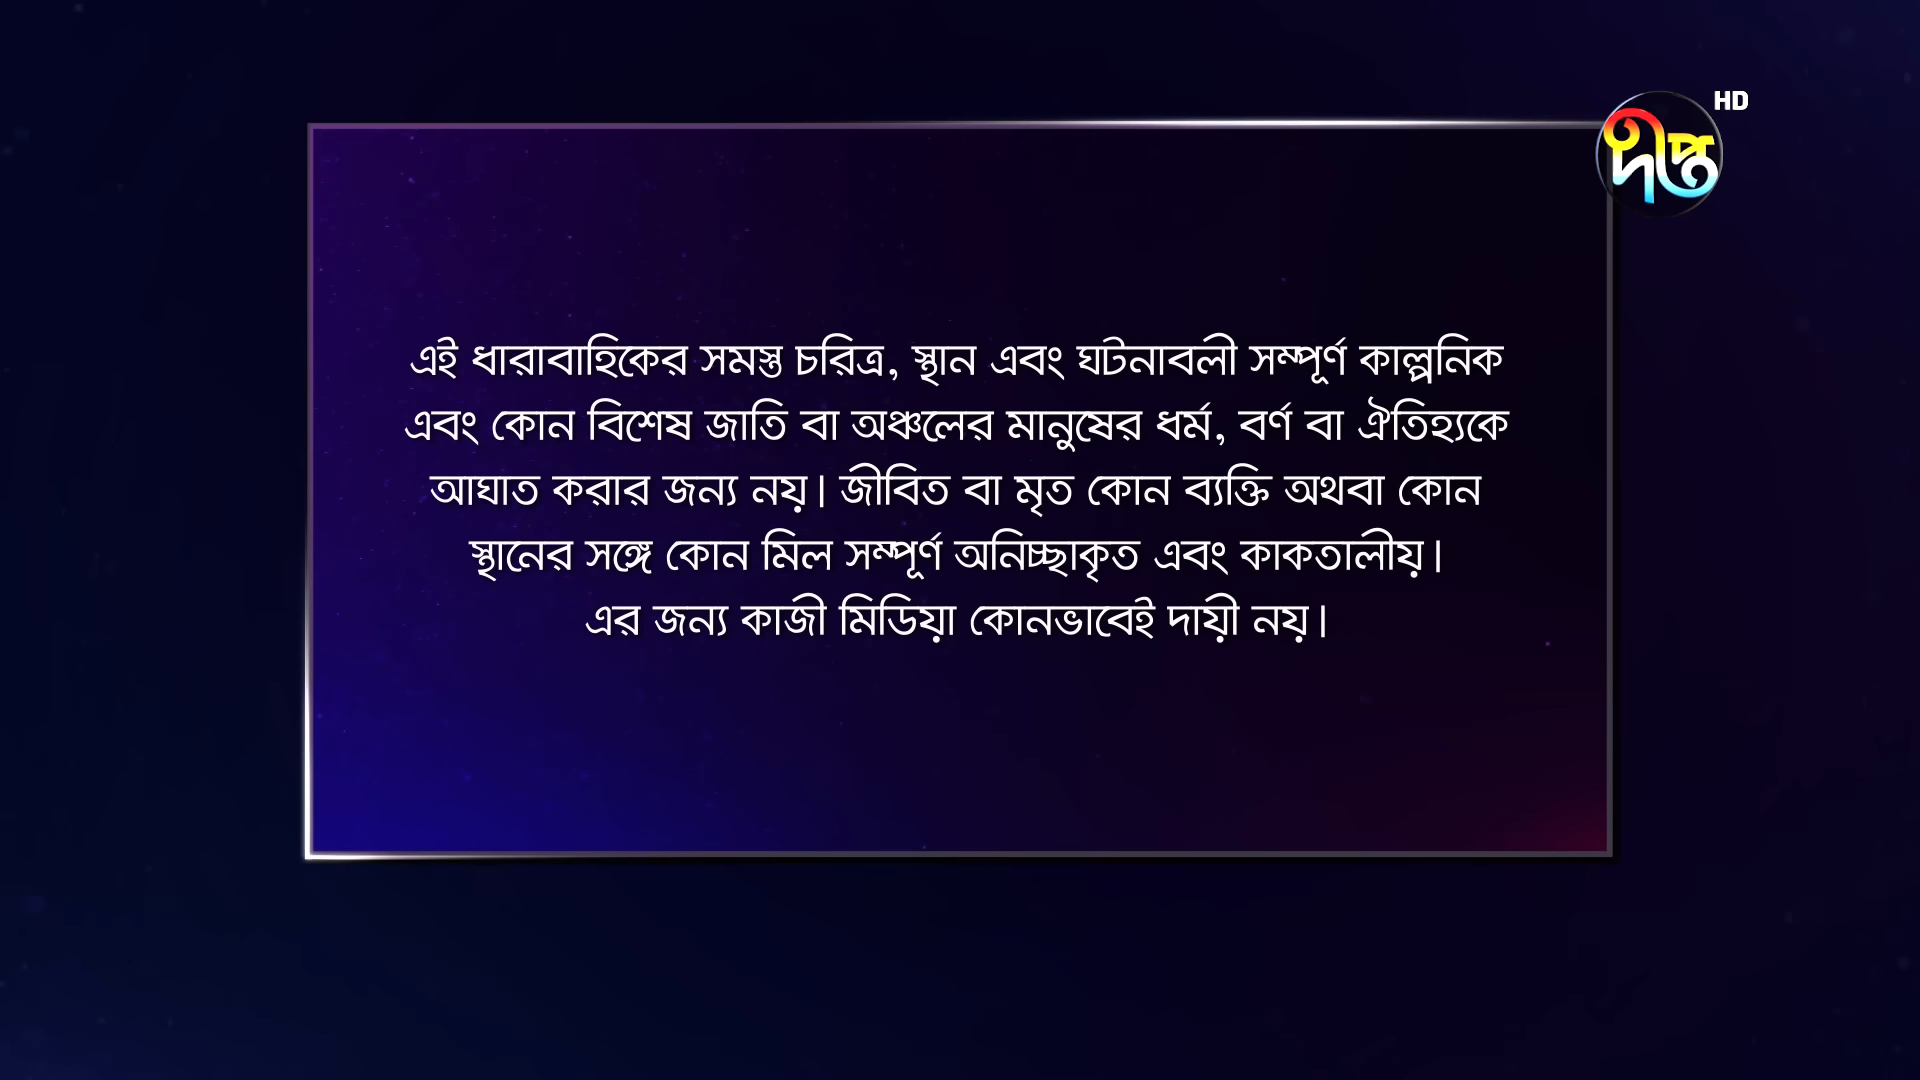 HD
দীপ্ত
এই ধারাবাহিকের সমস্ত চরিত্র, স্থান এবং ঘটনাবলী সম্পূর্ণ কাল্পনিক
এবং কোন বিশেষ জাতি বা অঞ্চলের মানুষের ধর্ম, বর্ণ বা ঐতিহ্যকে
আঘাত করার জন্য নয়। জীবিত বা মৃত কোন ব্যক্তি অথবা কোন
স্থানের সঙ্গে কোন মিল সম্পূর্ণ অনিচ্ছাকৃত এবং কাকতালীয়।
এর জন্য কাজী মিডিয়া কোনভাবেই দায়ী নয়।